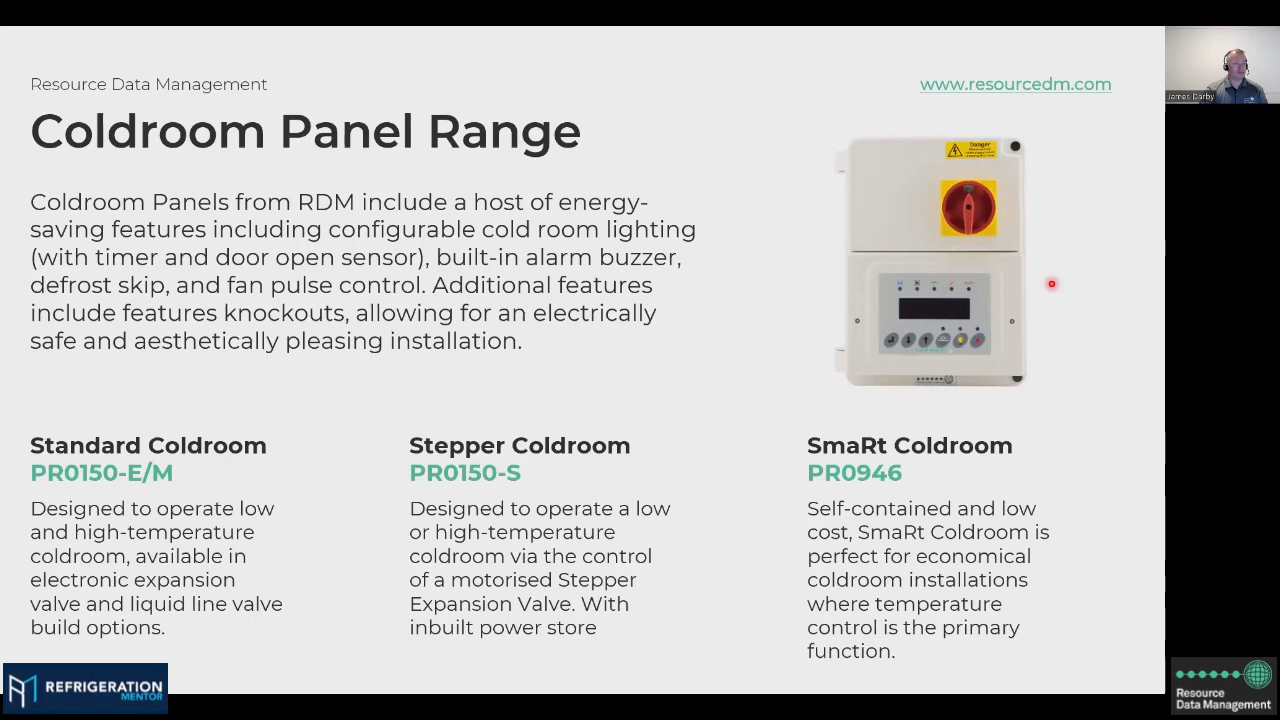 Resource Data Management
www.resourcedm.com
James Darby
Coldroom Panel Range
Danger
Coldroom Panels from RDM include a host of energy-
saving features including configurable cold room lighting
(with timer and door open sensor), built-in alarm buzzer,
defrost skip, and fan pulse control. Additional features
include features knockouts, allowing for an electrically
safe and aesthetically pleasing installation.
Standard Coldroom
PR0150-E/M
Designed to operate low
and high-temperature
coldroom, available in
electronic expansion
valve and liquid line valve
build options.
Stepper Coldroom
PR0150-S
Designed to operate a low
or high-temperature
coldroom via the control
of a motorised Stepper
Expansion Valve. With
inbuilt power store
SmaRt Coldroom
PR0946
Self-contained and low
cost, SmaRt Coldroom is
perfect for economical
coldroom installations
where temperature
control is the primary
function.
REFRIGERATION
MENTOR
Resource
Data Management